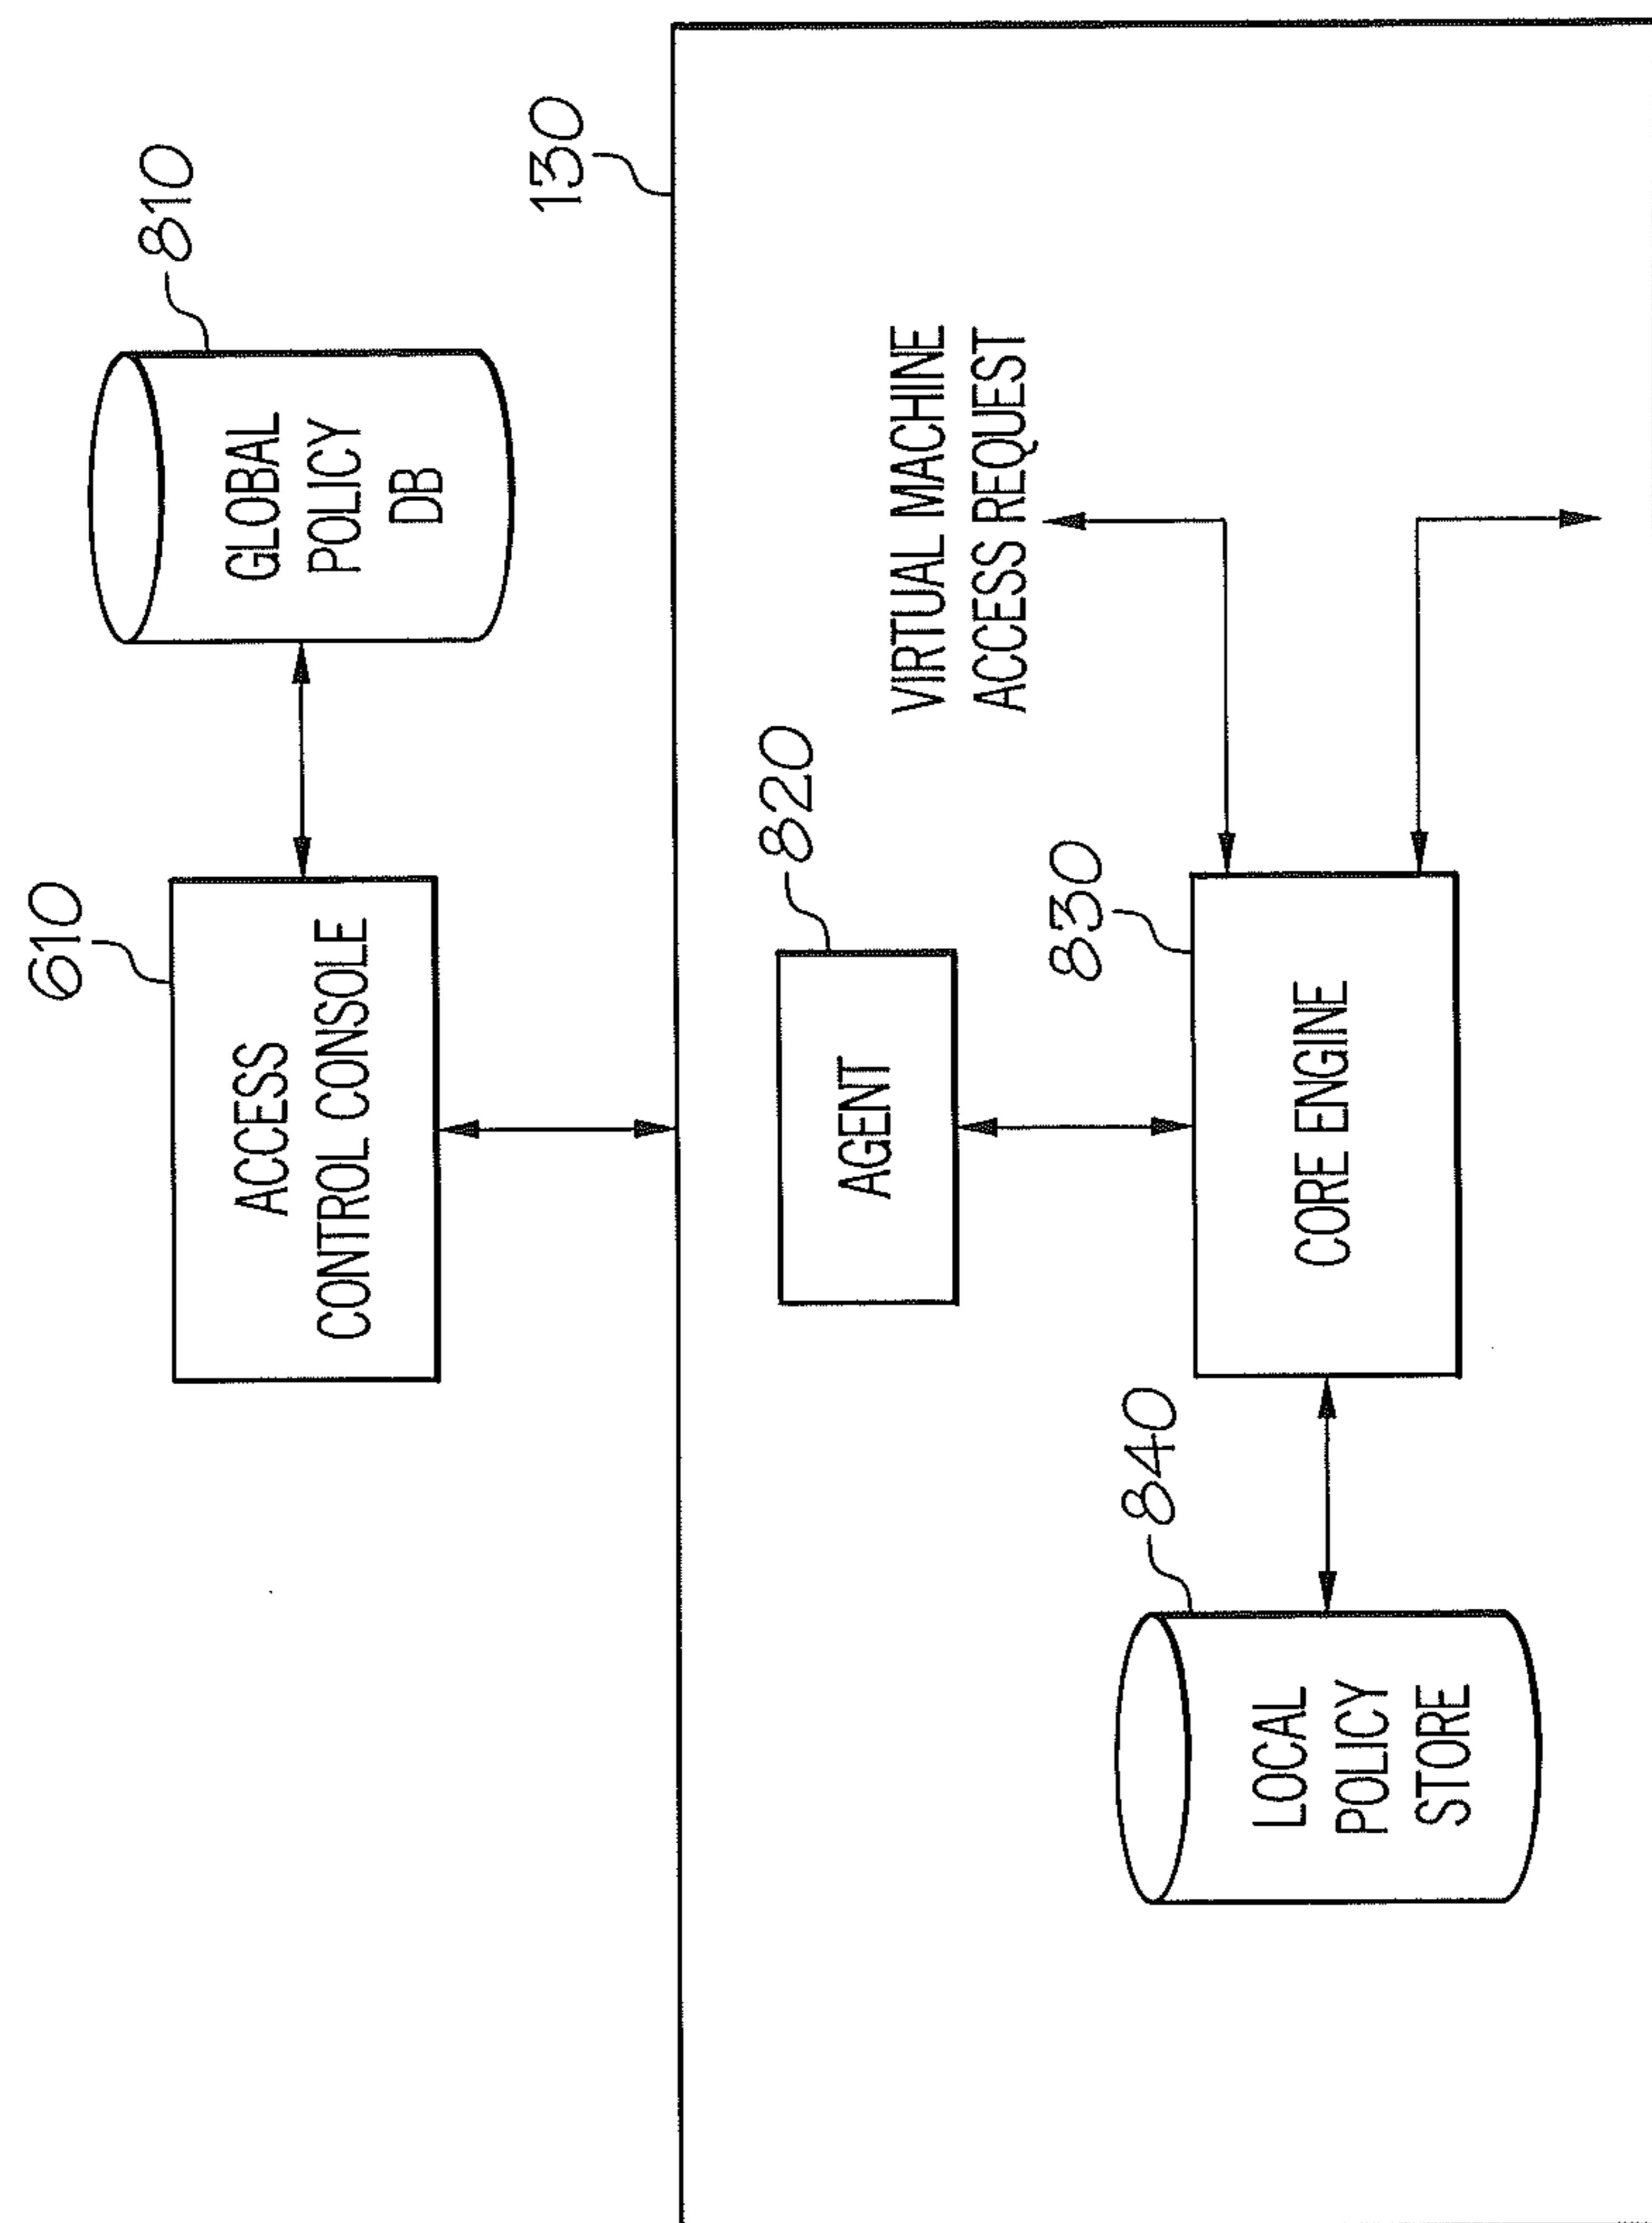 610
ACCESS
CONTROL CONSOLE
810
GLOBAL
POLICY
DB
130
820
AGENT
VIRTUAL MACHINE
ACCESS REQUEST
840
LOCAL
POLICY
STORE
830
CORE ENGINE